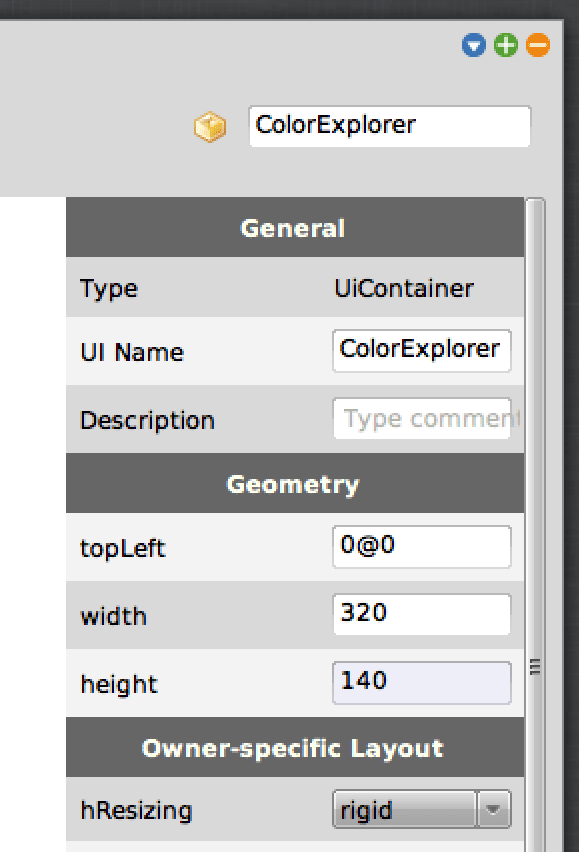 ColorExplorer
General
Type UiContainer
UI Name ColorExplorer
Description Type comment
Geometry
topLeft 0@0
width 320
height 140
Owner-specific Layout
hResizing rigid